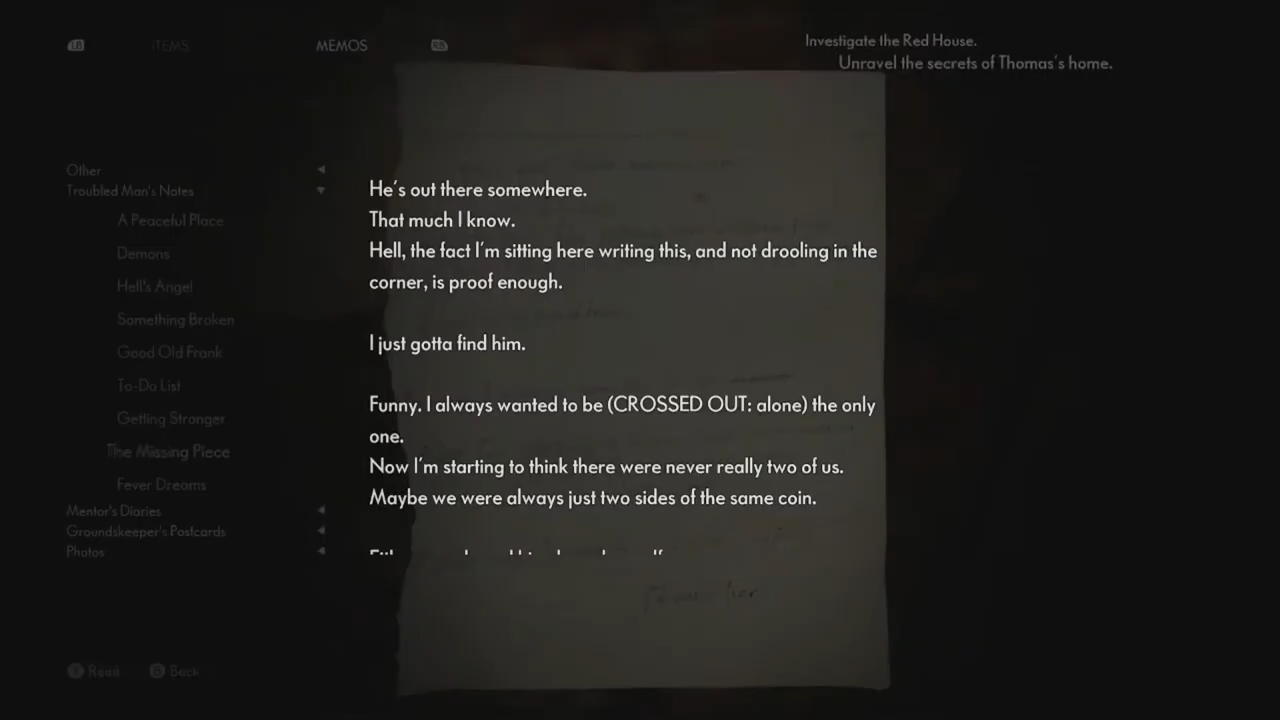 LB
ITEMS
MEMOS
RB
Investigate the Red House.
Unravel the secrets of Thomas's home.
Other
Troubled Man's Notes
A Peaceful Place
Demons
Hell's Angel
Something Broken
Good Old Frank
To-Do List
Getting Stronger
The Missing Piece
Fever Dreams
Mentor's Diaries
Groundskeeper's Postcards
Photos
He's out there somewhere.
That much I know.
Hell, the fact I'm sitting here writing this, and not drooling in the
corner, is proof enough.
I just gotta find him.
Funny. I always wanted to be (CROSSED OUT: alone) the only
one.
Now I'm starting to think there were never really two of us.
Maybe we were always just two sides of the same coin.
Read
B Back